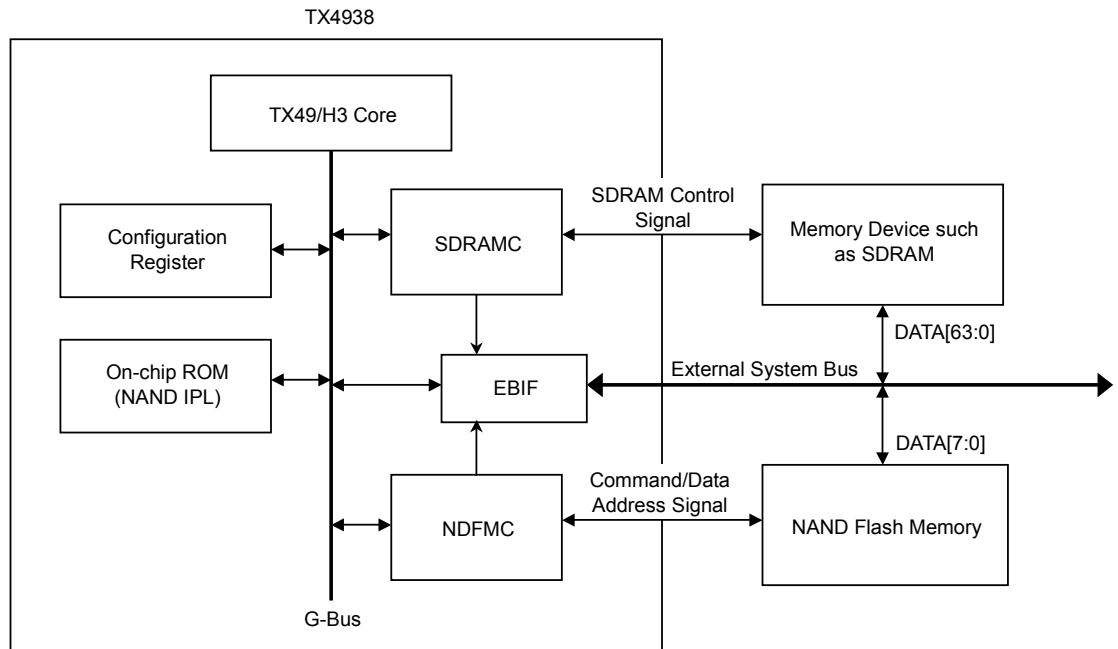 TX4938
TX49/H3 Core
Configuration
Register
SDRAMC
SDRAM Control
Signal
Memory Device such
as SDRAM
DATA[63:0]
On-chip ROM
(NAND IPL)
EBIF
External System Bus
DATA[7:0]
NDFMC
Command/Data
Address Signal
NAND Flash Memory
G-Bus